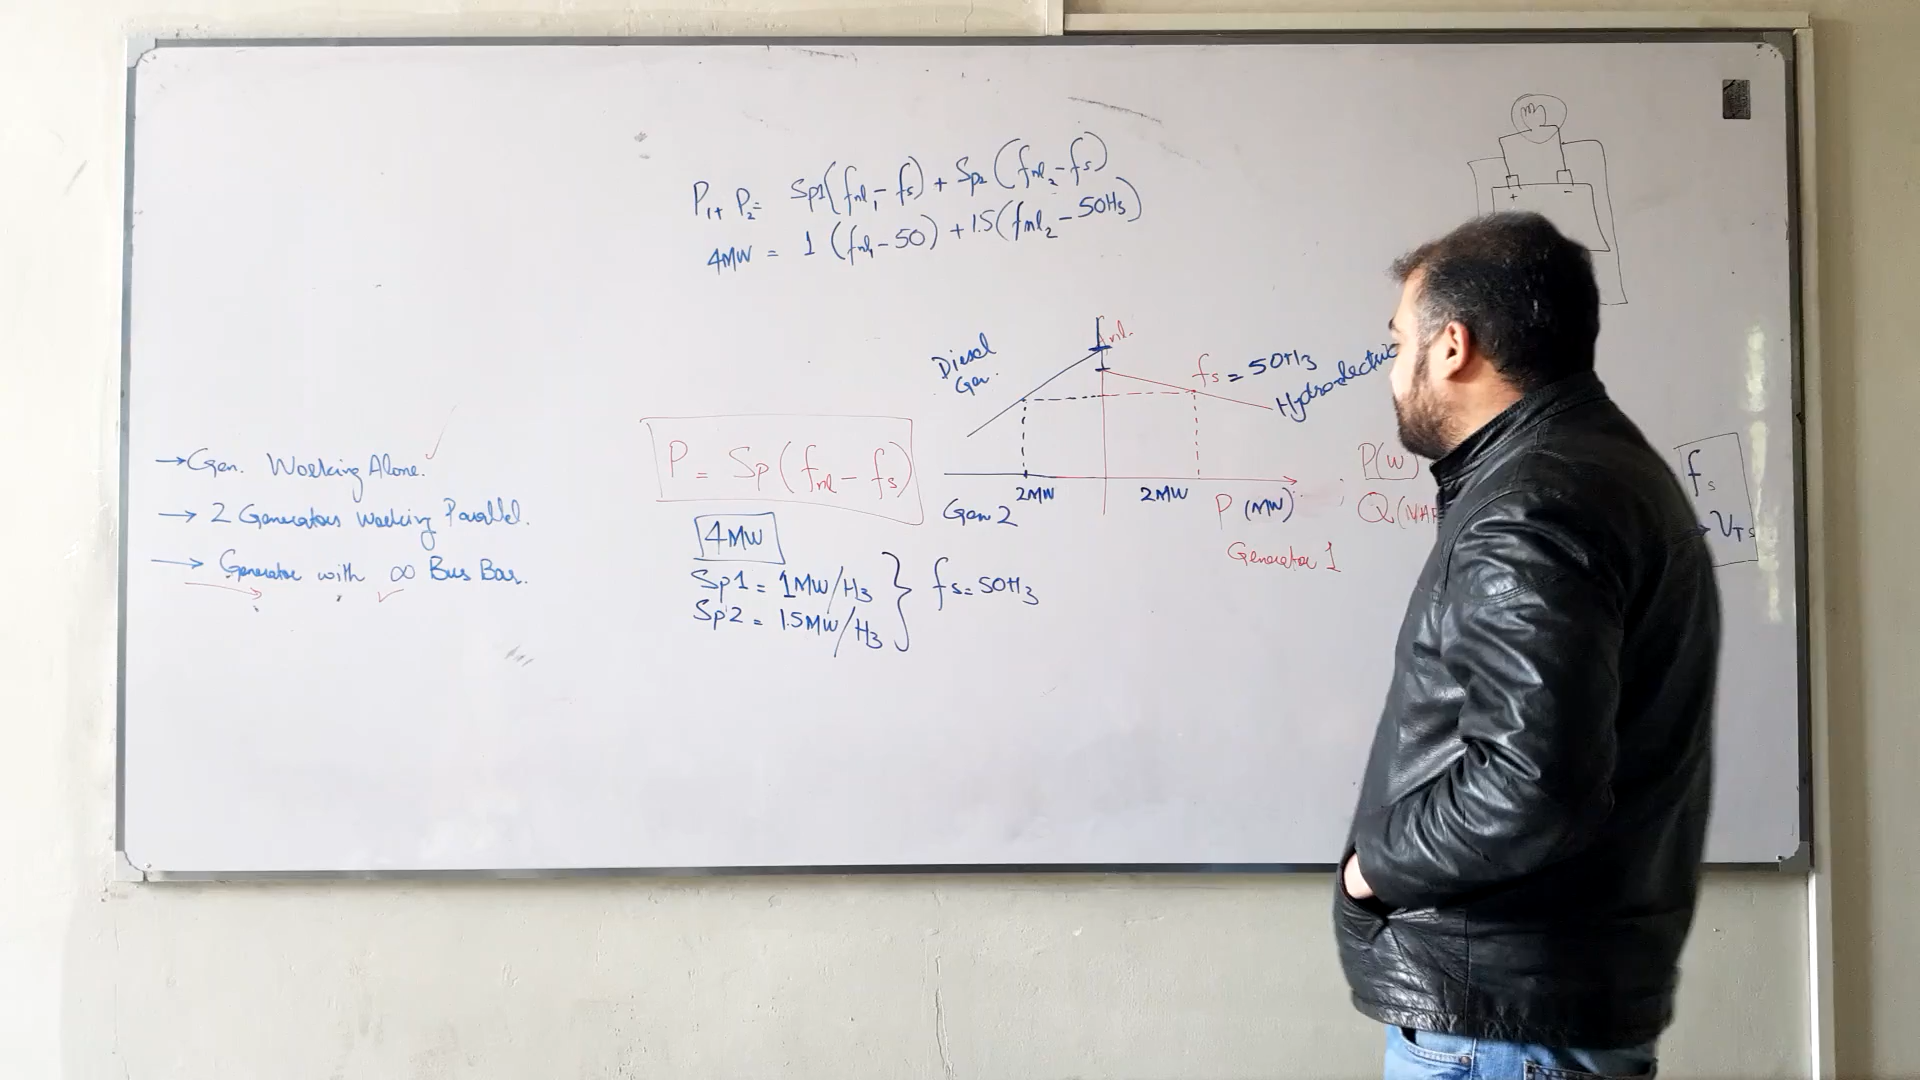 P₁ + P₂ = Sp1(fnl₁ - fs) + Sp₂(fnl₂ - fs)
4MW = 1 (fnl₁ - 50) + 1.5(fnl₂ - 50Hz)
m
+ -
fnl.
Diesel
Gen.
fs = 50Hz
Hydroelectric
→ Gen. Working Alone. ✓
→ 2 Generators Working Parallel.
→ Generator with ∞ Bus Bar.
P = Sp (fnl - fs)
2MW 2MW
Gen 2
P (MW)
Generator 1
P(W)
Q(VAR
fs
→ VTs
4MW
Sp1 = 1MW/Hz
Sp2 = 1.5MW/Hz
} fs = 50Hz